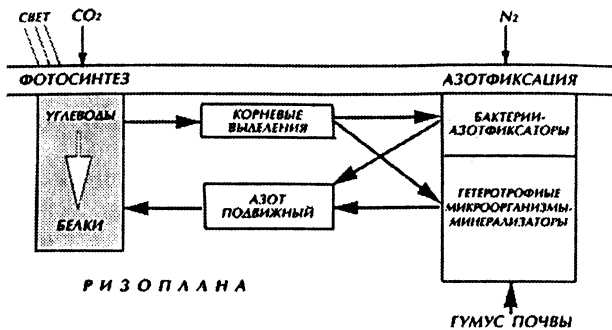 СВЕТ CO₂ N₂
ФОТОСИНТЕЗ АЗОТФИКСАЦИЯ
УГЛЕВОДЫ
БЕЛКИ
КОРНЕВЫЕ
ВЫДЕЛЕНИЯ
АЗОТ
ПОДВИЖНЫЙ
БАКТЕРИИ-
АЗОТФИКСАТОРЫ
ГЕТЕРОТРОФНЫЕ
МИКРООРГАНИЗМЫ-
МИНЕРАЛИЗАТОРЫ
РИЗОПЛАНА
ГУМУС ПОЧВЫ